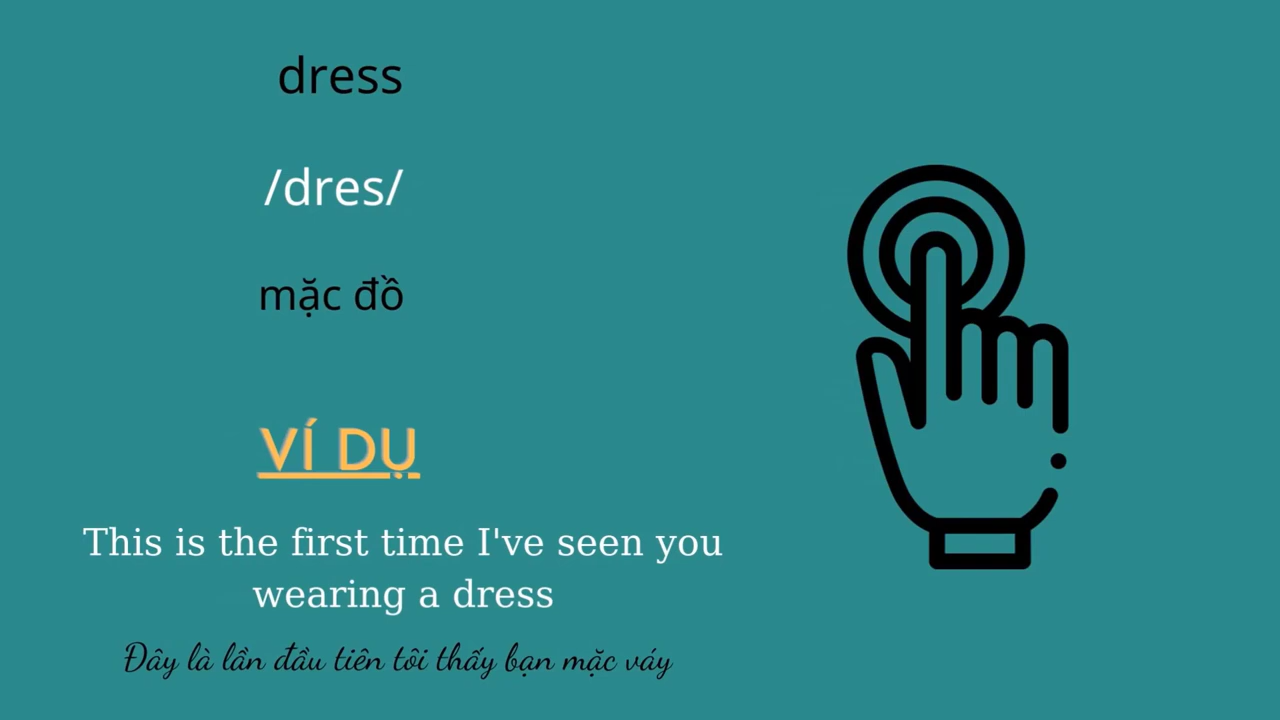 dress
/dres/
mặc đồ
VÍ DỤ
This is the first time I've seen you
wearing a dress
Đây là lần đầu tiên tôi thấy bạn mặc váy